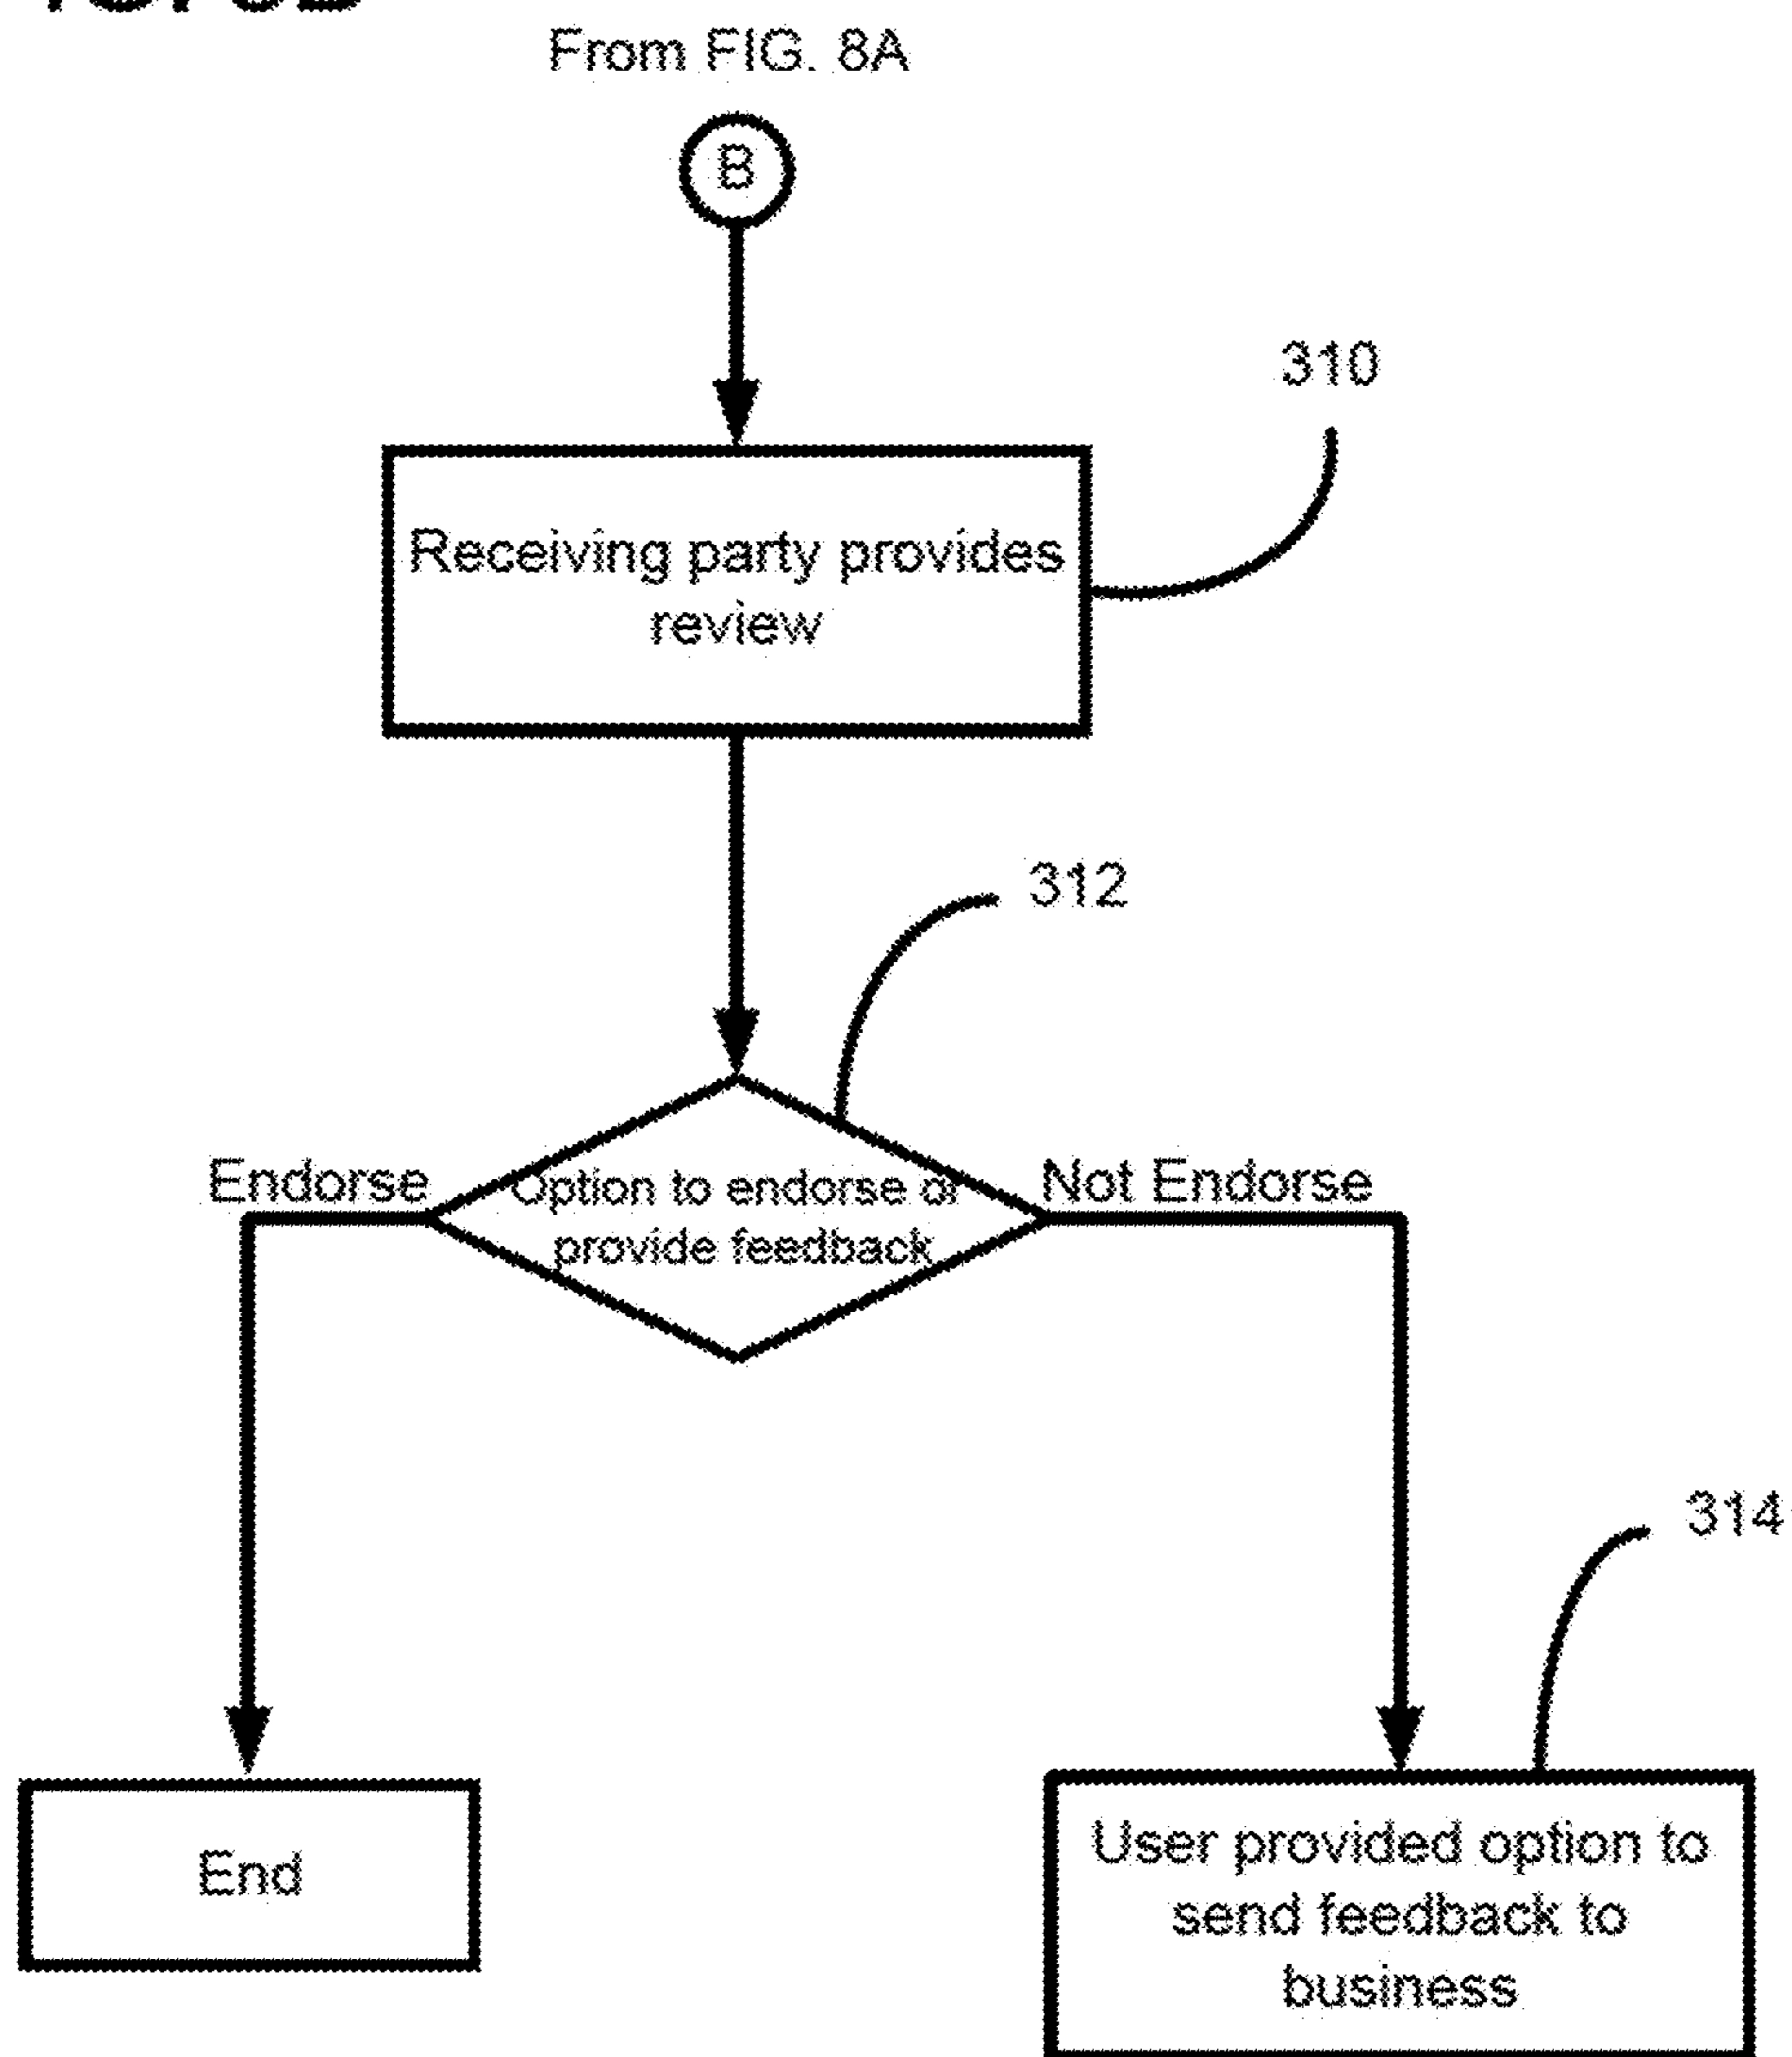 From FIG. 8A
B
310
Receiving party provides
review
312
Endorse
Option to endorse or
Not Endorse
provide feedback
314
End
User provided option to
send feedback to
business